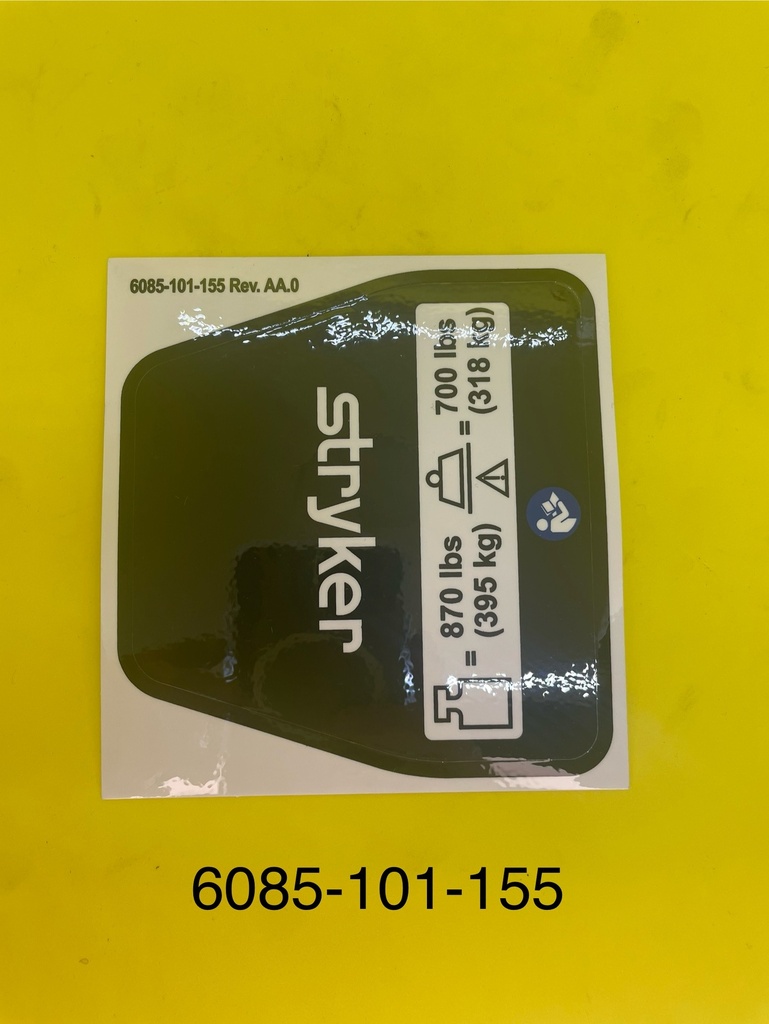 6085-101-155 Rev. AA.0
stryker
= 870 lbs
(395 kg)
= 700 lbs
(318 kg)
6085-101-155